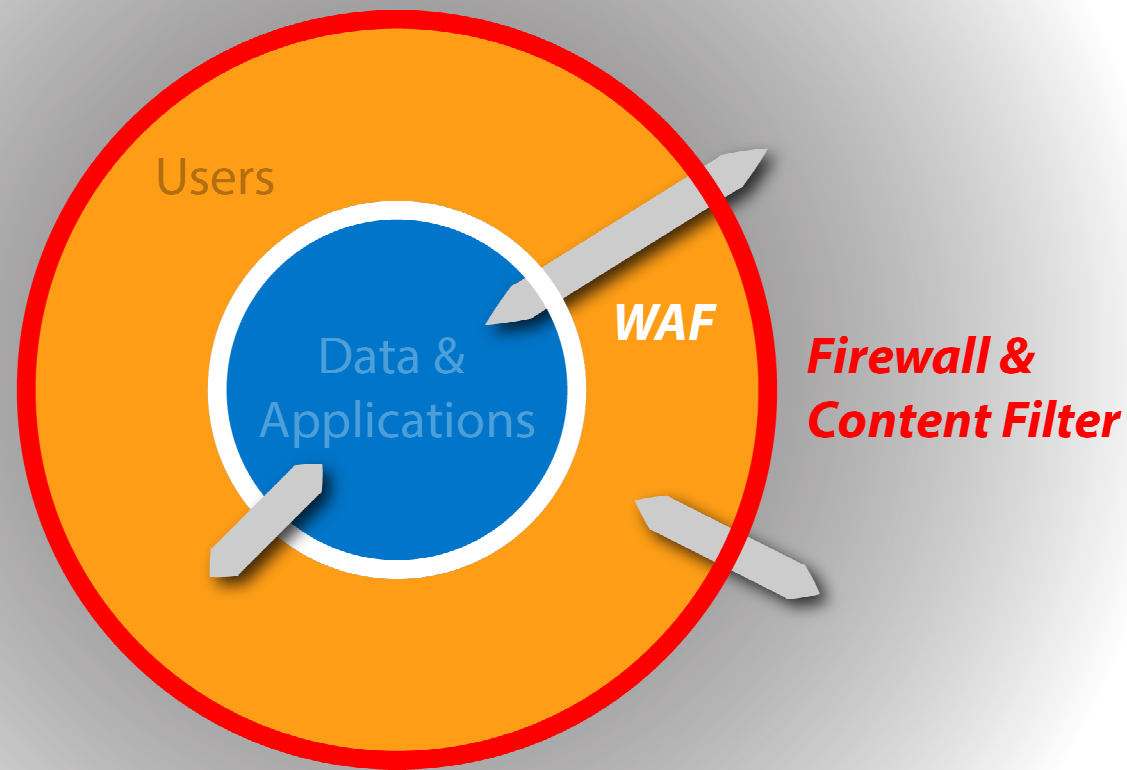 Users
WAF
Data &
Applications
Firewall &
Content Filter